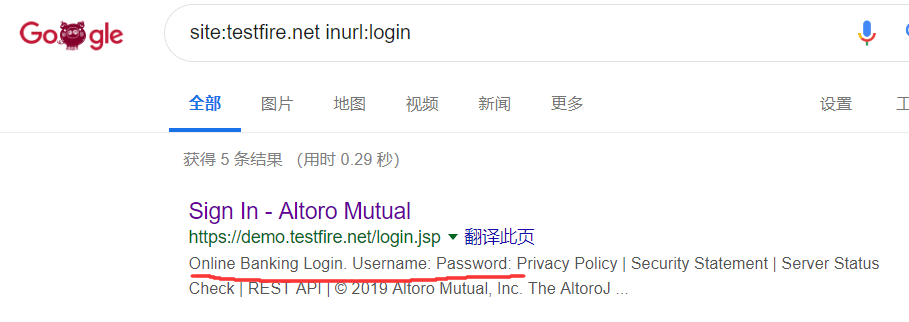 Google
site:testfire.net inurl:login
全部 图片 地图 视频 新闻 更多 设置
获得 5 条结果 （用时 0.29 秒）
Sign In - Altoro Mutual
https://demo.testfire.net/login.jsp 翻译此页
Online Banking Login. Username: Password: Privacy Policy | Security Statement | Server Status
Check | REST API | © 2019 Altoro Mutual, Inc. The AltoroJ ...